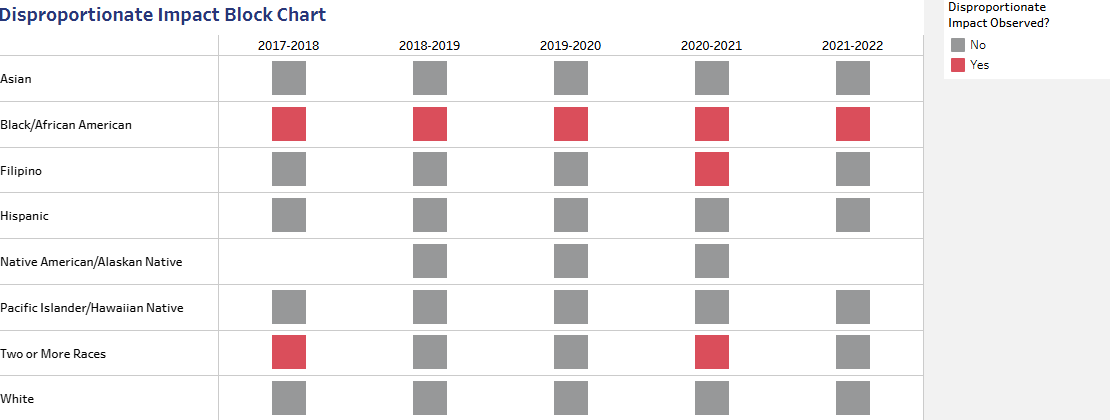 Disproportionate Impact Block Chart
Disproportionate
Impact Observed?
No
Yes
2017-2018 2018-2019 2019-2020 2020-2021 2021-2022
Asian
Black/African American
Filipino
Hispanic
Native American/Alaskan Native
Pacific Islander/Hawaiian Native
Two or More Races
White